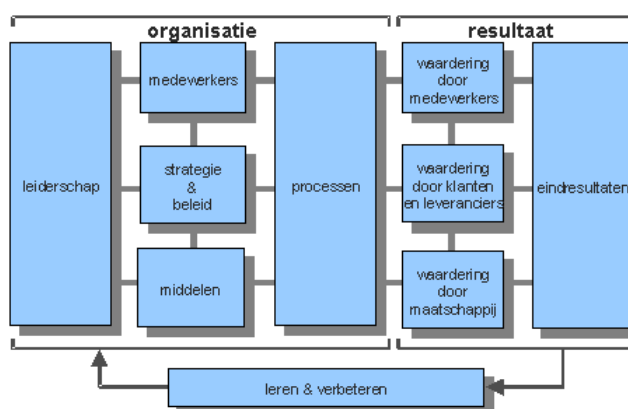 organisatie
resultaat
leiderschap
medewerkers
strategie
&
beleid
middelen
processen
waardering
door
medewerkers
waardering
door klanten
en leveranciers
waardering
door
maatschappij
eindresultaten
leren & verbeteren